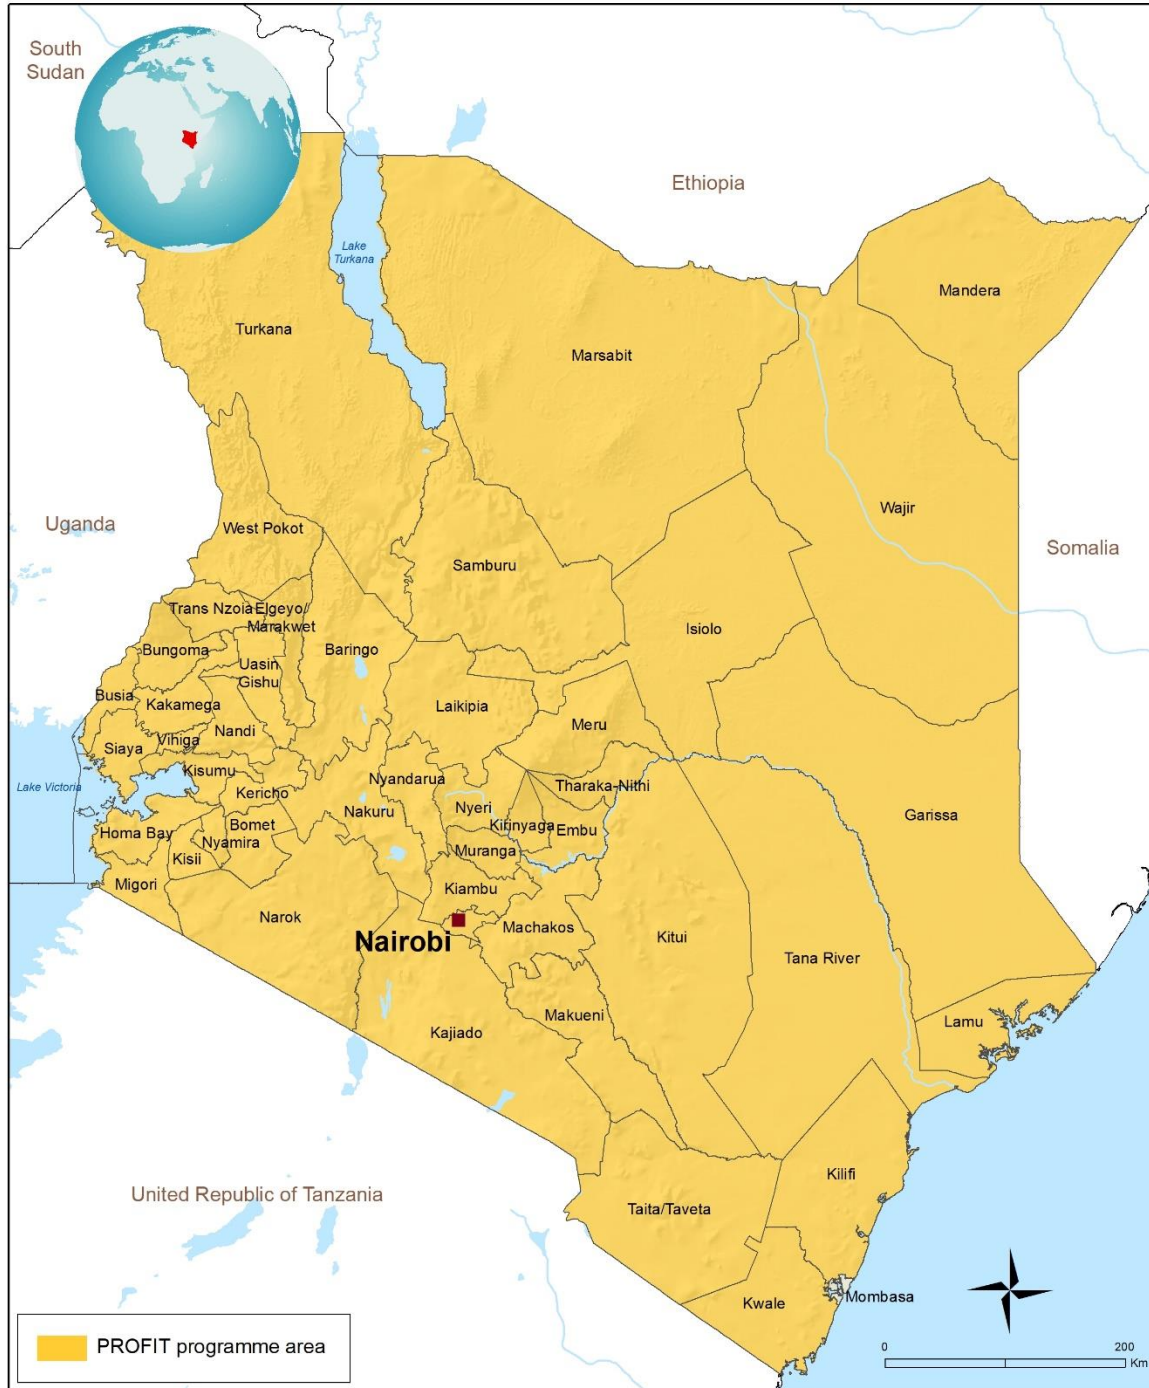 South
Sudan
Ethiopia
Lake
Turkana
Mandera
Turkana
Marsabit
Uganda
West Pokot
Wajir
Somalia
Samburu
Trans Nzoia
Elgeyo/
Marakwet
Isiolo
Bungoma
Baringo
Uasin
Gishu
Busia
Kakamega
Laikipia
Meru
Nandi
Vihiga
Siaya
Kisumu
Lake Victoria
Kericho
Nyandarua
Tharaka-Nithi
Nyeri
Nakuru
Garissa
Kirinyaga
Embu
Homa Bay
Bomet
Nyamira
Kisii
Muranga
Migori
Kiambu
Narok
Machakos
Nairobi
Kitui
Tana River
Makueni
Lamu
Kajiado
Kilifi
United Republic of Tanzania
Taita/Taveta
Kwale
Mombasa
PROFIT programme area
0 200
Km